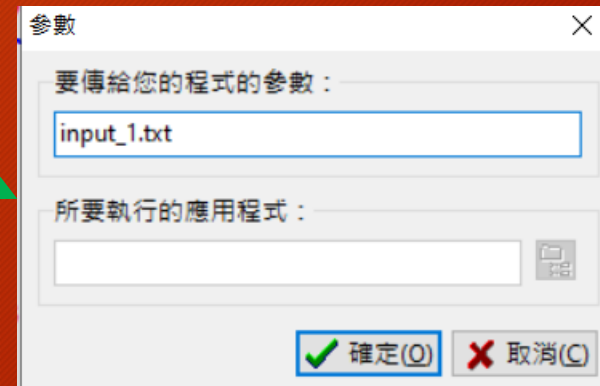 參數
要傳給您的程式的參數：
input_1.txt
所要執行的應用程式：
確定(O)
取消(C)